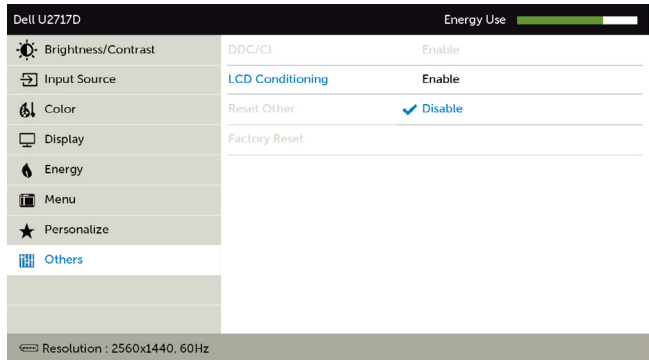 Dell U2717D
Energy Use
Brightness/Contrast
DDC/CI
Enable
Input Source
LCD Conditioning
Enable
Color
Reset Other
Disable
Display
Factory Reset
Energy
Menu
Personalize
Others
Resolution : 2560x1440, 60Hz